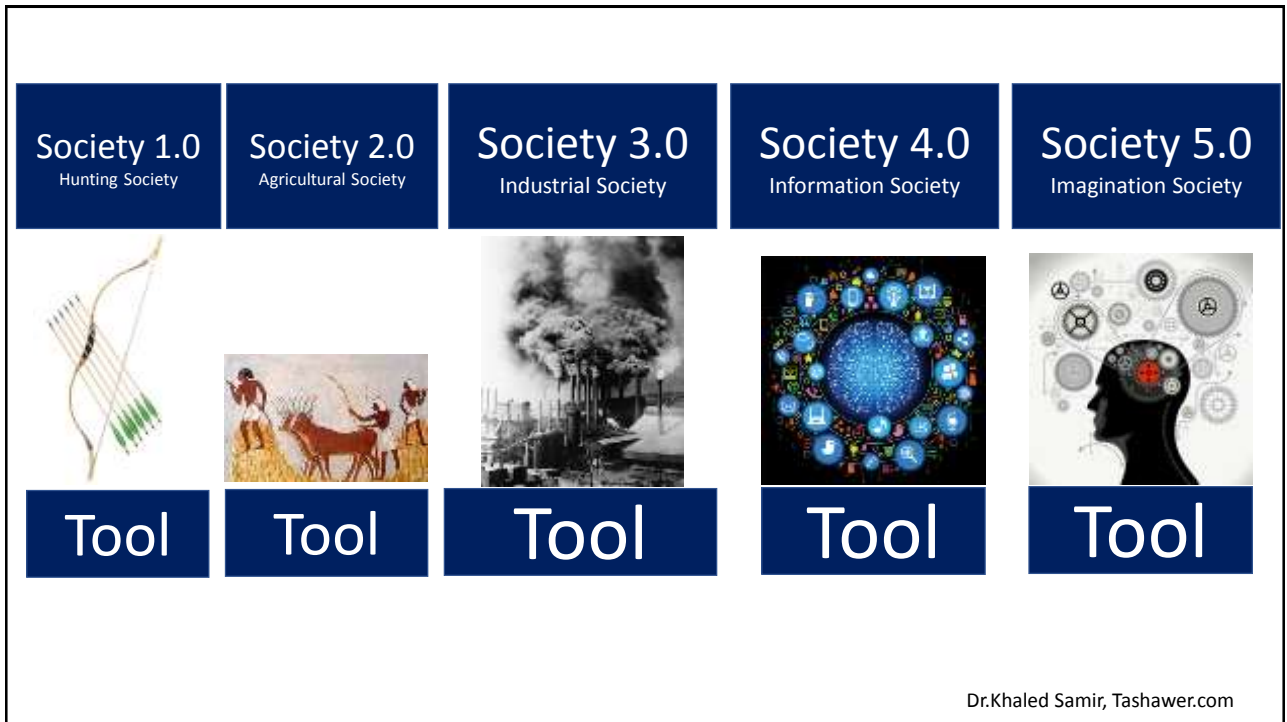 Society 1.0
Hunting Society
Society 2.0
Agricultural Society
Society 3.0
Industrial Society
Society 4.0
Information Society
Society 5.0
Imagination Society
Tool
Tool
Tool
Tool
Tool
Dr.Khaled Samir, Tashawer.com